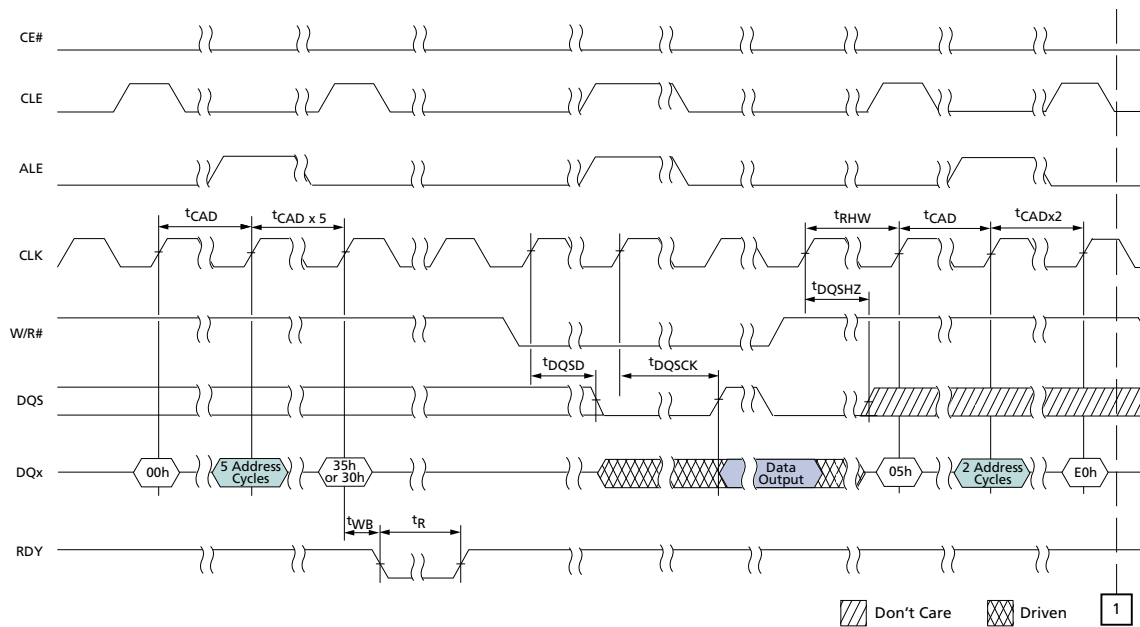 CE#
CLE
ALE
tCAD
tCAD x 5
tRHW
tCAD
tCADx2
CLK
tDQSHZ
W/R#
tDQSD
tDQSCK
DQS
DQx
00h
5 Address
Cycles
35h
or 30h
Data
Output
05h
2 Address
Cycles
E0h
tWB
tR
RDY
Don't Care
Driven
1